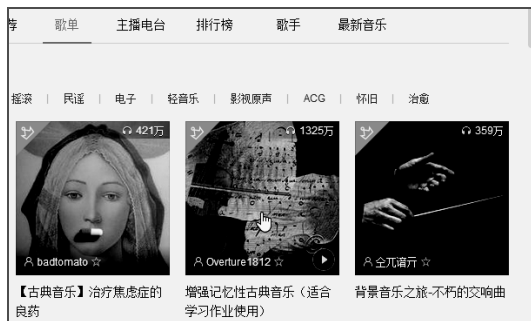 荐 歌单 主播电台 排行榜 歌手 最新音乐
摇滚 | 民谣 | 电子 | 轻音乐 | 影视原声 | ACG | 怀旧 | 治愈
421万 1325万 359万
badtomato Overture1812 仝兀谙亓
【古典音乐】治疗焦虑症的 增强记忆性古典音乐（适合 背景音乐之旅~不朽的交响曲
良药 学习作业使用）